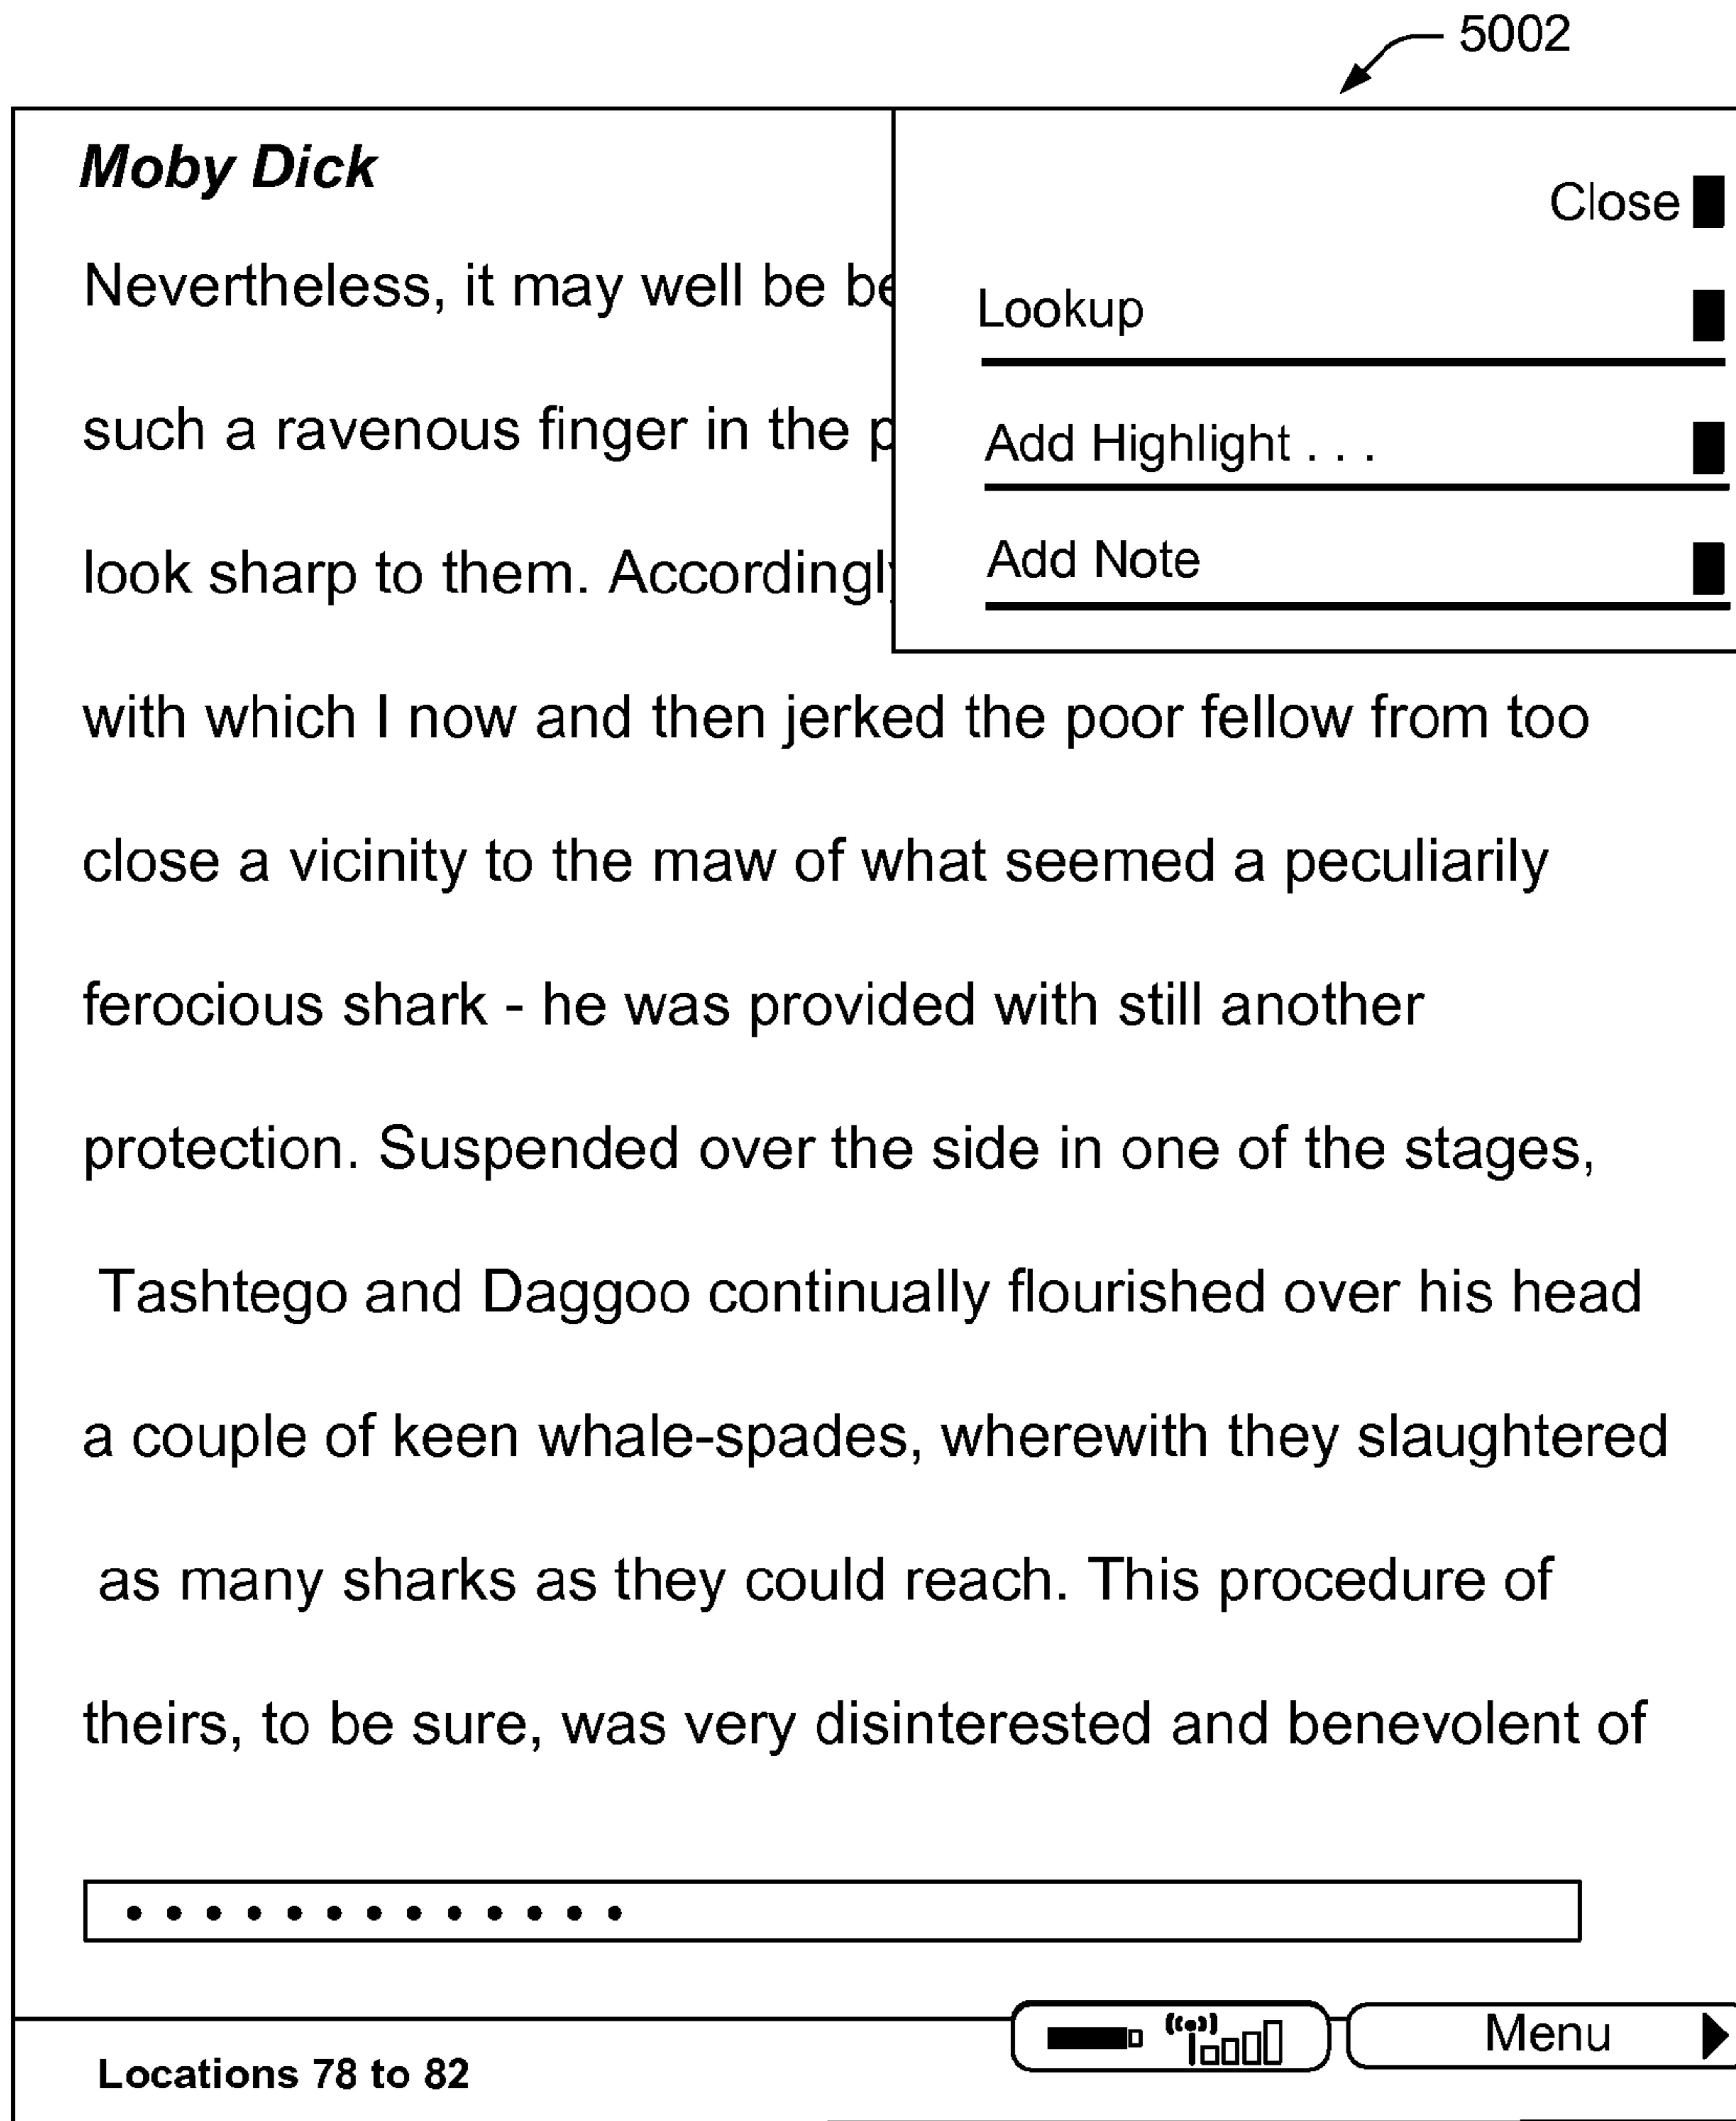 5002
Moby Dick
Close
Nevertheless, it may well be be
Lookup
such a ravenous finger in the p
Add Highlight . . .
look sharp to them. Accordingl
Add Note
with which I now and then jerked the poor fellow from too
close a vicinity to the maw of what seemed a peculiarily
ferocious shark - he was provided with still another
protection. Suspended over the side in one of the stages,
Tashtego and Daggoo continually flourished over his head
a couple of keen whale-spades, wherewith they slaughtered
as many sharks as they could reach. This procedure of
theirs, to be sure, was very disinterested and benevolent of
Menu
Locations 78 to 82